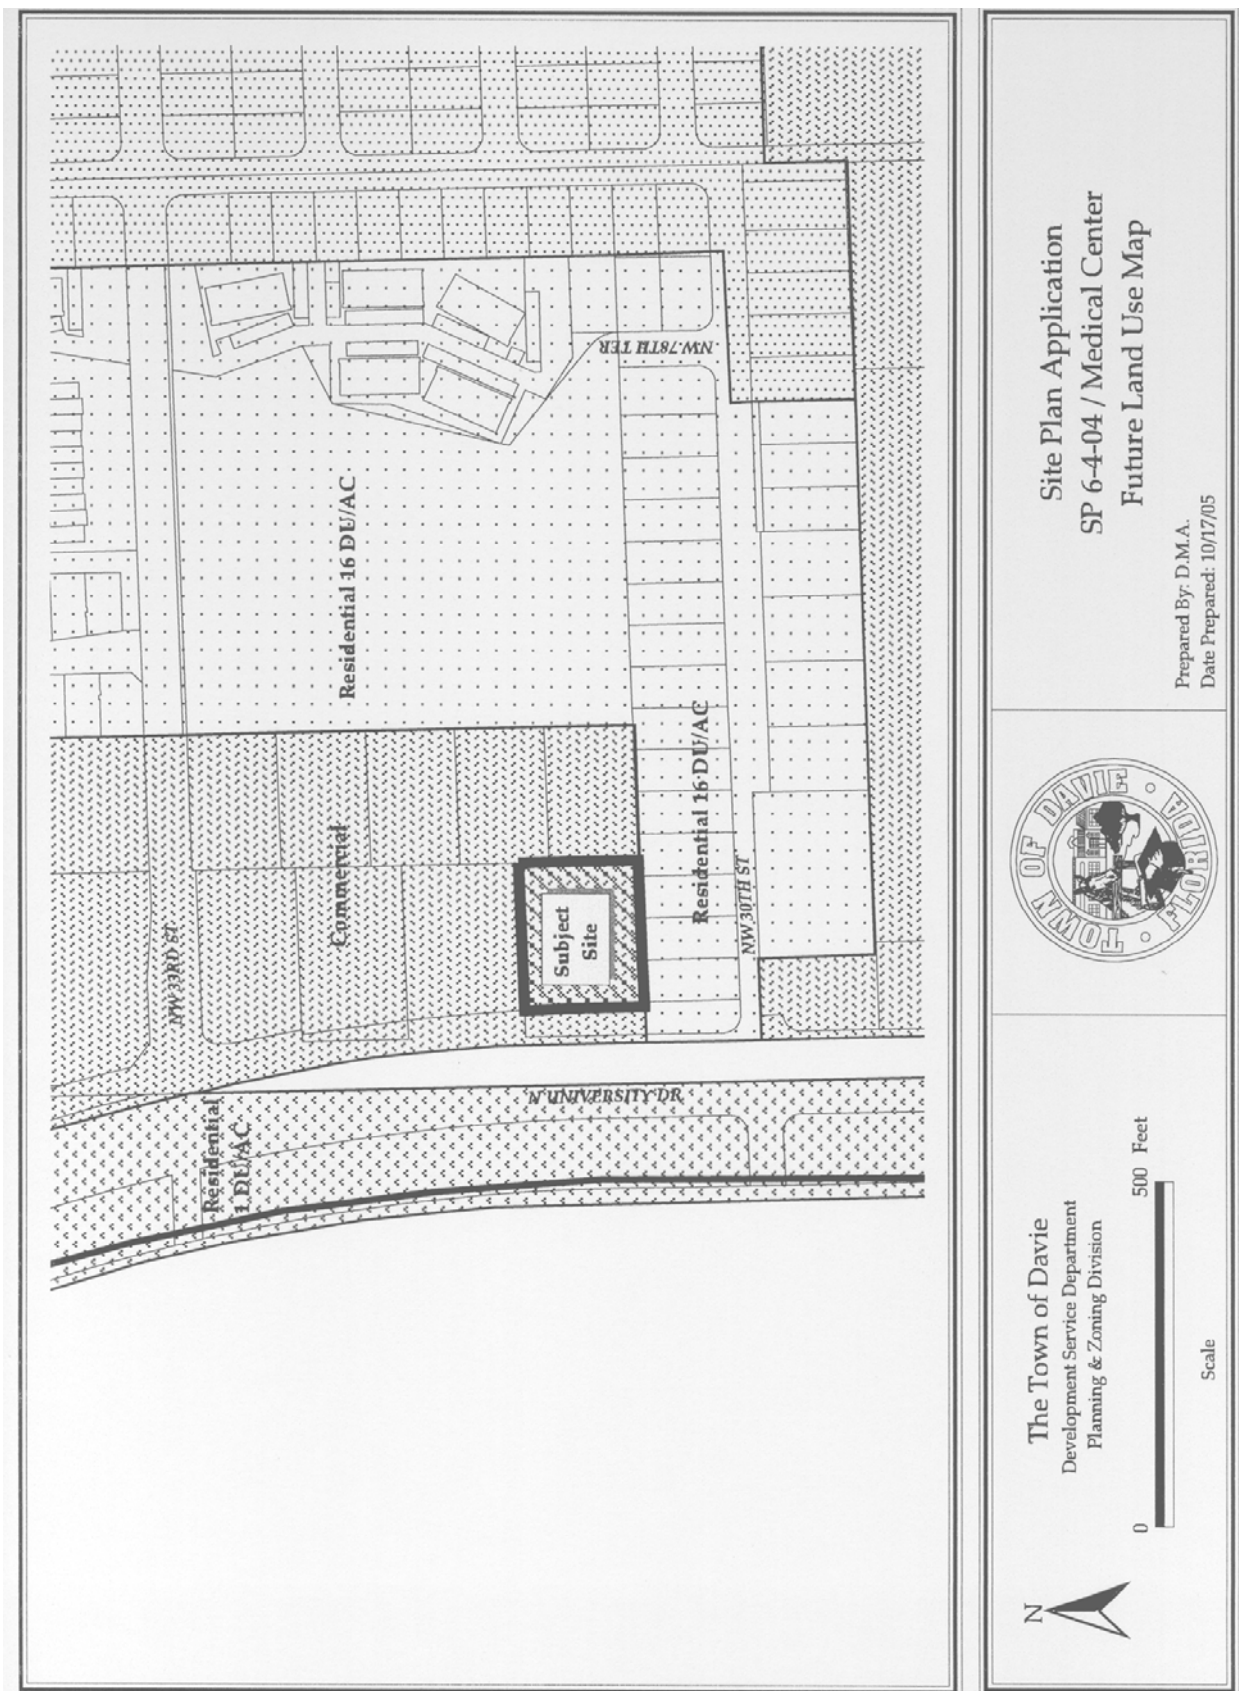 NW 33RD ST
Commercial
Residential 16 DU/AC
NW 78TH TER
Residential
1 DU/AC
Subject
Site
N UNIVERSITY DR
Residential 16 DU/AC
NW 30TH ST
N
0
500 Feet
Scale
The Town of Davie
Development Service Department
Planning & Zoning Division
TOWN OF DAVIE · FLORIDA ·
Site Plan Application
SP 6-4-04 / Medical Center
Future Land Use Map
Prepared By: D.M.A.
Date Prepared: 10/17/05